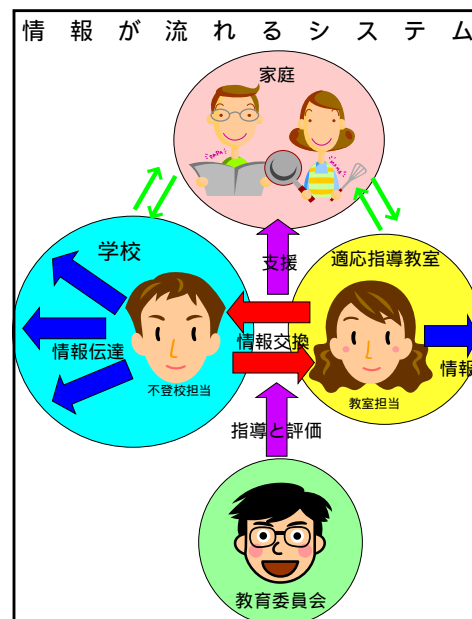 情報が流れるシステム
家庭
PAPA
MAMA
支援
学校
適応指導教室
情報伝達
情報交換
情報
不登校担当
教室担当
指導と評価
教育委員会